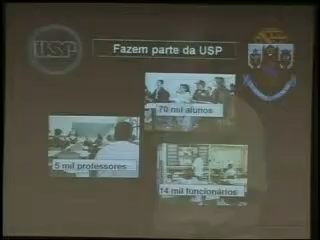 USP
Fazem parte da USP
70 mil alunos
5 mil professores
14 mil funcionários